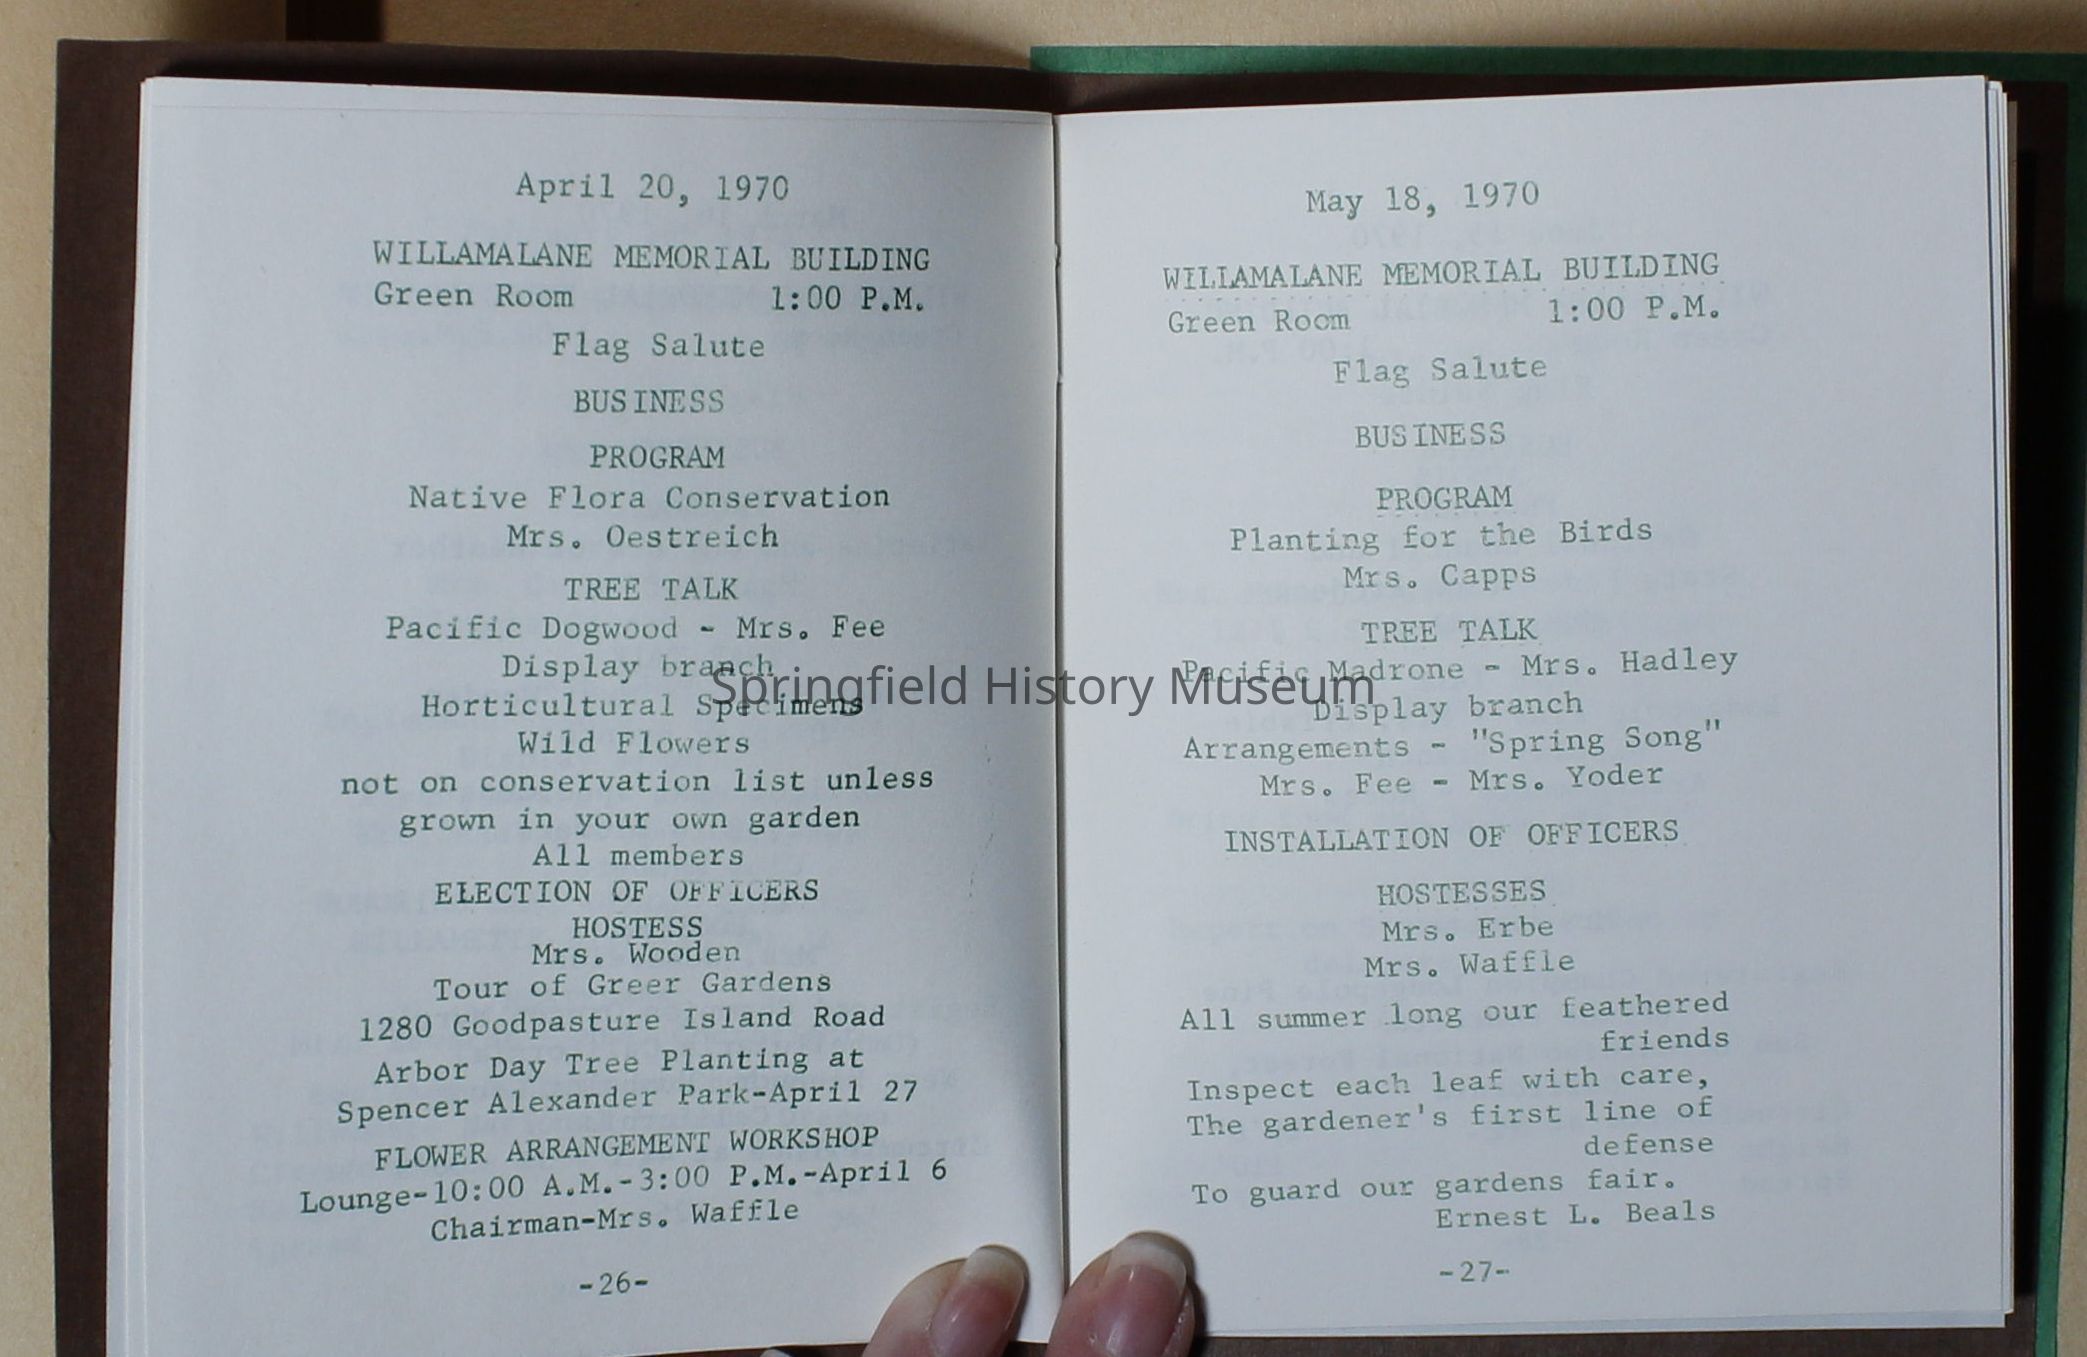 April 20, 1970
WILLAMALANE MEMORIAL BUILDING
Green Room 1:00 P.M.
Flag Salute
BUSINESS
PROGRAM
Native Flora Conservation
Mrs. Oestreich
TREE TALK
Pacific Dogwood - Mrs. Fee
Display branch
Horticultural Specimens
Wild Flowers
not on conservation list unless
grown in your own garden
All members
ELECTION OF OFFICERS
HOSTESS
Mrs. Wooden
Tour of Greer Gardens
1280 Goodpasture Island Road
Arbor Day Tree Planting at
Spencer Alexander Park-April 27
FLOWER ARRANGEMENT WORKSHOP
Lounge-10:00 A.M.-3:00 P.M.-April 6
Chairman-Mrs. Waffle
-26-
May 18, 1970
WILLAMALANE MEMORIAL BUILDING
Green Room 1:00 P.M.
Flag Salute
BUSINESS
PROGRAM
Planting for the Birds
Mrs. Capps
TREE TALK
Pacific Madrone - Mrs. Hadley
Display branch
Arrangements - "Spring Song"
Mrs. Fee - Mrs. Yoder
INSTALLATION OF OFFICERS
HOSTESSES
Mrs. Erbe
Mrs. Waffle
All summer long our feathered
friends
Inspect each leaf with care,
The gardener's first line of
defense
To guard our gardens fair.
Ernest L. Beals
-27-
Springfield History Museum